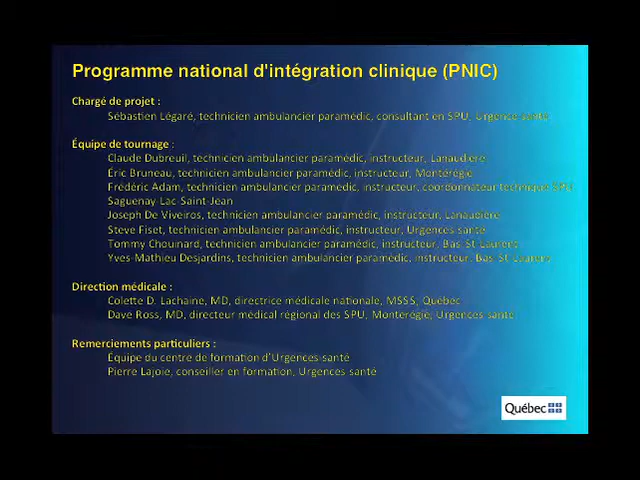 Programme national d'intégration clinique (PNIC)
Chargé de projet :
Sébastien Légaré, technicien ambulancier paramédic, consultant en SPU, Urgence-santé
Équipe de tournage :
Claude Dubreuil, technicien ambulancier paramédic, instructeur, Lanaudière
Éric Bruneau, technicien ambulancier paramédic, instructeur, Montérégie
Frédéric Adam, technicien ambulancier paramédic, instructeur, coordonnateur technique SPU
Saguenay-Lac-Saint-Jean
Joseph De Viveiros, technicien ambulancier paramédic, instructeur, Lanaudière
Steve Fiset, technicien ambulancier paramédic, instructeur, Urgences-santé
Tommy Chouinard, technicien ambulancier paramédic, instructeur, Bas-St-Laurent
Yves-Mathieu Desjardins, technicien ambulancier paramédic, instructeur, Bas-St-Laurent
Direction médicale :
Colette D. Lachaine, MD, directrice médicale nationale, MSSS, Québec
Dave Ross, MD, directeur médical régional des SPU, Montérégie, Urgences-santé
Remerciements particuliers :
Équipe du centre de formation d'Urgences-santé
Pierre Lajoie, conseiller en formation, Urgences-santé
Québec